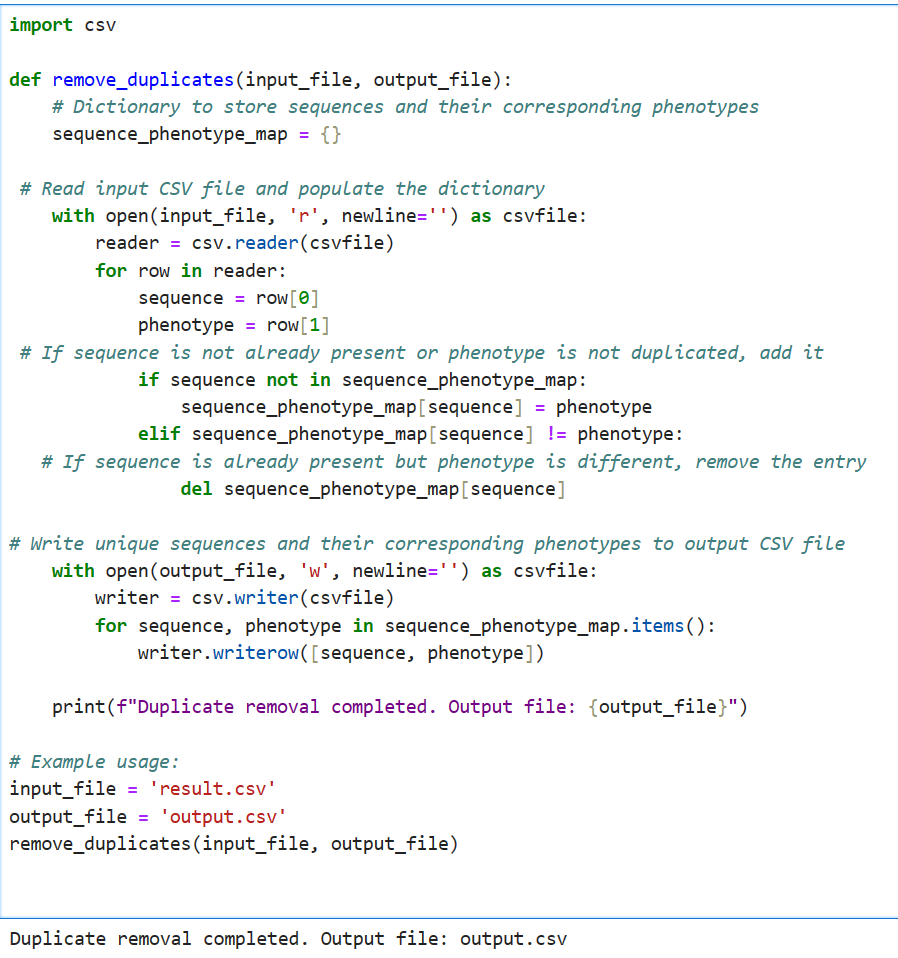 import csv
def remove_duplicates(input_file, output_file):
# Dictionary to store sequences and their corresponding phenotypes
sequence_phenotype_map = {}
# Read input CSV file and populate the dictionary
with open(input_file, 'r', newline='') as csvfile:
reader = csv.reader(csvfile)
for row in reader:
sequence = row[0]
phenotype = row[1]
# If sequence is not already present or phenotype is not duplicated, add it
if sequence not in sequence_phenotype_map:
sequence_phenotype_map[sequence] = phenotype
elif sequence_phenotype_map[sequence] != phenotype:
# If sequence is already present but phenotype is different, remove the entry
del sequence_phenotype_map[sequence]
# Write unique sequences and their corresponding phenotypes to output CSV file
with open(output_file, 'w', newline='') as csvfile:
writer = csv.writer(csvfile)
for sequence, phenotype in sequence_phenotype_map.items():
writer.writerow([sequence, phenotype])
print(f"Duplicate removal completed. Output file: {output_file}")
# Example usage:
input_file = 'result.csv'
output_file = 'output.csv'
remove_duplicates(input_file, output_file)
Duplicate removal completed. Output file: output.csv